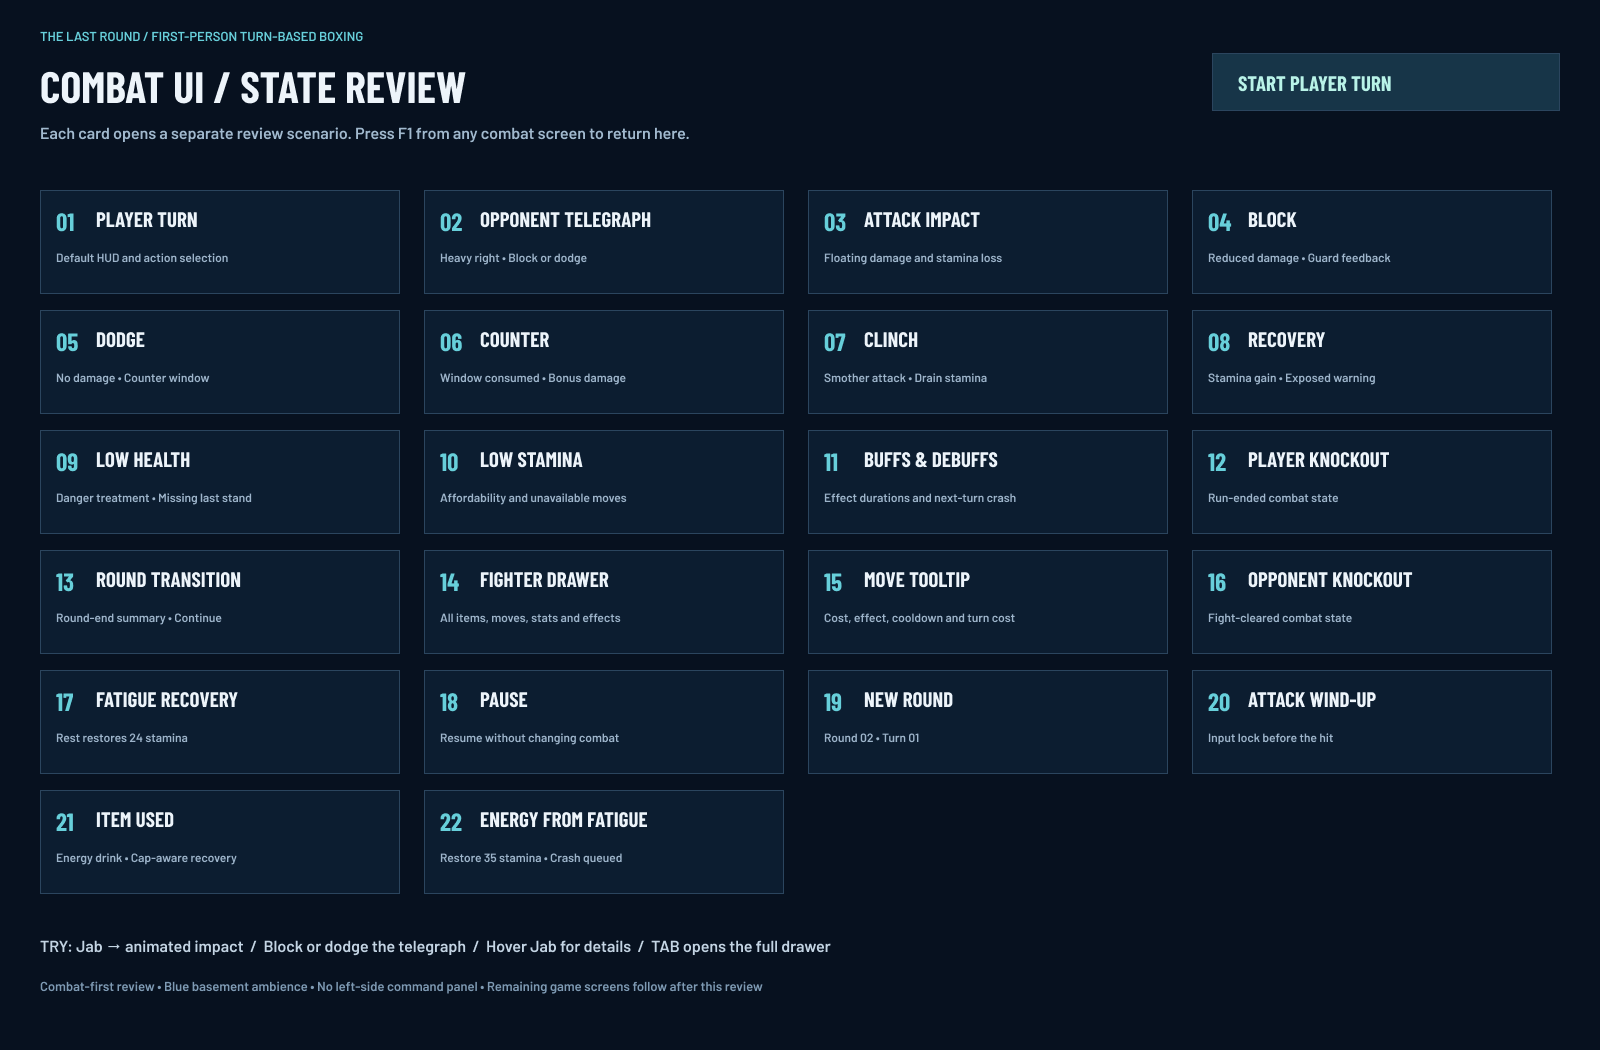 THE LAST ROUND / FIRST-PERSON TURN-BASED BOXING
COMBAT UI / STATE REVIEW
START PLAYER TURN
Each card opens a separate review scenario. Press F1 from any combat screen to return here.
01 PLAYER TURN
Default HUD and action selection
02 OPPONENT TELEGRAPH
Heavy right • Block or dodge
03 ATTACK IMPACT
Floating damage and stamina loss
04 BLOCK
Reduced damage • Guard feedback
05 DODGE
No damage • Counter window
06 COUNTER
Window consumed • Bonus damage
07 CLINCH
Smother attack • Drain stamina
08 RECOVERY
Stamina gain • Exposed warning
09 LOW HEALTH
Danger treatment • Missing last stand
10 LOW STAMINA
Affordability and unavailable moves
11 BUFFS & DEBUFFS
Effect durations and next-turn crash
12 PLAYER KNOCKOUT
Run-ended combat state
13 ROUND TRANSITION
Round-end summary • Continue
14 FIGHTER DRAWER
All items, moves, stats and effects
15 MOVE TOOLTIP
Cost, effect, cooldown and turn cost
16 OPPONENT KNOCKOUT
Fight-cleared combat state
17 FATIGUE RECOVERY
Rest restores 24 stamina
18 PAUSE
Resume without changing combat
19 NEW ROUND
Round 02 • Turn 01
20 ATTACK WIND-UP
Input lock before the hit
21 ITEM USED
Energy drink • Cap-aware recovery
22 ENERGY FROM FATIGUE
Restore 35 stamina • Crash queued
TRY: Jab → animated impact / Block or dodge the telegraph / Hover Jab for details / TAB opens the full drawer
Combat-first review • Blue basement ambience • No left-side command panel • Remaining game screens follow after this review